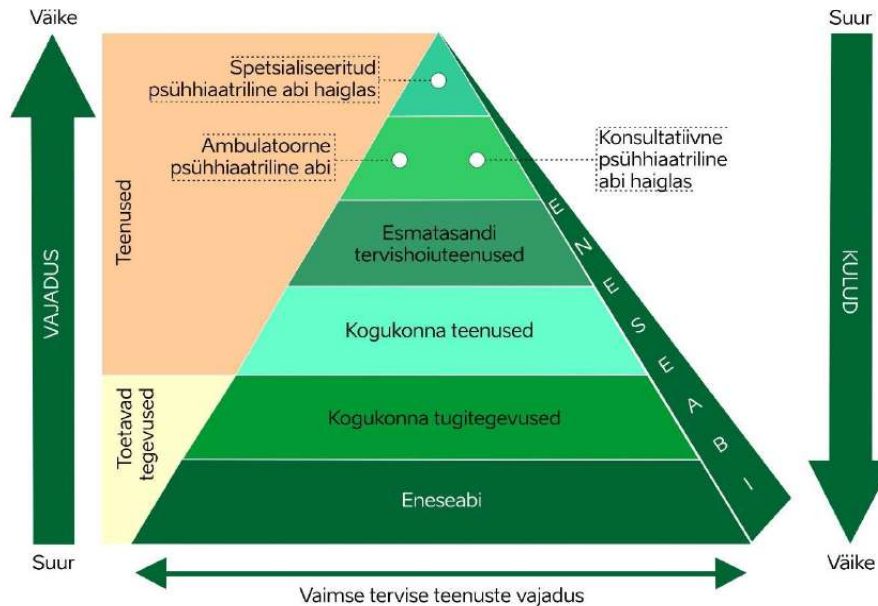 Väike
Suur
Spetsialiseeritud
psühhiaatriline abi haiglas
Ambulatoorne
psühhiaatriline abi
Konsultatiivne
psühhiaatriline
abi haiglas
Teenused
Esmatasandi
tervishoiuteenused
VAJADUS
KULUD
ENESEABI
Kogukonna teenused
Toetavad
tegevused
Kogukonna tugitegevused
Eneseabi
Suur
Väike
Vaimse tervise teenuste vajadus